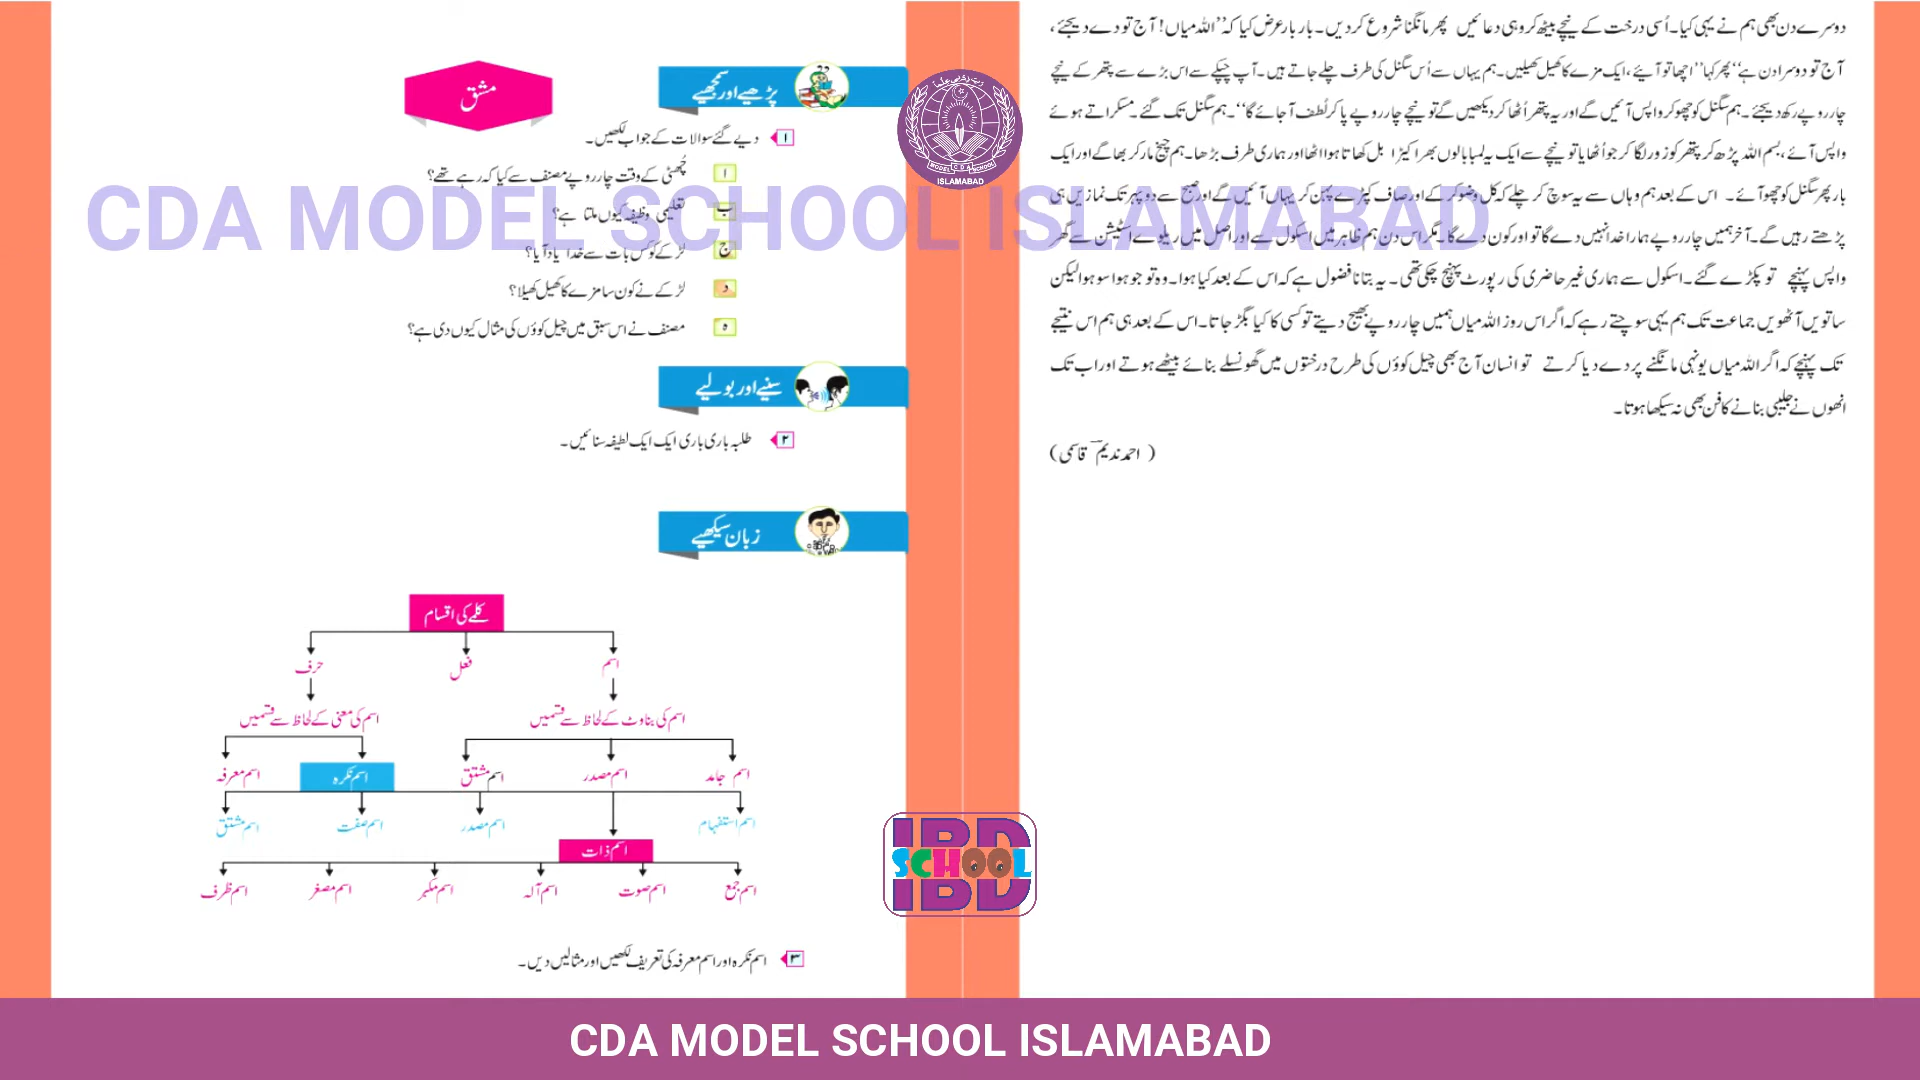 دوسرے دن بھی ہم نے یہی کیا۔ اُسی درخت کے نیچے بیٹھ کر وہی دعائیں پھر مانگنا شروع کر دیں۔ بار بار عرض کیا کہ ’’اللہ میاں! آج تو دے دیجئے،
آج تو دوسرا دن ہے‘‘ پھر کہا ’’اچھا تو آیئے، ایک مزے کا کھیل کھیلیں۔ ہم یہاں سے اُس سگنل کی طرف چلے جاتے ہیں۔ آپ چپکے سے اس بڑے سے پتھر کے نیچے
چار روپے رکھ دیجئے۔ ہم سگنل کو چھو کر واپس آئیں گے اور یہ پتھر اُٹھا کر دیکھیں گے تو نیچے چار روپے پا کر لُطف آ جائے گا‘‘۔ ہم سگنل تک گئے۔ مسکراتے ہوئے
واپس آئے، بسم اللہ پڑھ کر پتھر کو زور لگا کر جو اُٹھایا تو نیچے سے ایک یہ لمبا بالوں بھرا کیڑا بل کھاتا ہوا اٹھا اور ہماری طرف بڑھا۔ ہم چیخ مار کر بھاگے اور ایک
بار پھر سگنل کو چھو آئے۔ اس کے بعد ہم وہاں سے یہ سوچ کر چلے کہ کل وضو کر کے اور صاف کپڑے پہن کر یہاں آئیں گے اور صبح سے دوپہر تک نمازیں ہی
پڑھتے رہیں گے۔ آخر ہمیں چار روپے ہمارا خدا نہیں دے گا تو اور کون دے گا۔ مگر اس دن ہم ظاہر میں اسکول سے اور اصل میں ریلوے اسٹیشن سے گھر
واپس پہنچے تو پکڑے گئے۔ اسکول سے ہماری غیر حاضری کی رپورٹ پہنچ چکی تھی۔ یہ بتانا فضول ہے کہ اس کے بعد کیا ہوا۔ وہ تو جو ہوا سو ہوا لیکن
ساتویں آٹھویں جماعت تک ہم یہی سوچتے رہے کہ اگر اس روز اللہ میاں ہمیں چار روپے بھیج دیتے تو کسی کا کیا بگڑ جاتا۔ اس کے بعد ہی ہم اس نتیجے
تک پہنچے کہ اگر اللہ میاں یونہی مانگنے پر دے دیا کرتے تو انسان آج بھی چیل کوؤں کی طرح درختوں میں گھونسلے بنائے بیٹھے ہوتے اور اب تک
انھوں نے جلیبی بنانے کا فن بھی نہ سیکھا ہوتا۔
(احمد ندیمؔ قاسمی)
مشق
پڑھیے اور سمجھیے
۱ دیے گئے سوالات کے جواب لکھیں۔
ا چُھٹی کے وقت چار روپے مصنف سے کیا کہ رہے تھے؟
ب تعلیمی وظیفہ کیوں ملتا ہے؟
ج لڑکے کو کس بات سے خدا یاد آیا؟
د لڑکے نے کون سا مزے کا کھیل کھیلا؟
ہ مصنف نے اس سبق میں چیل کوؤں کی مثال کیوں دی ہے؟
سنیے اور بولیے
۲ طلبہ باری باری ایک ایک لطیفہ سنائیں۔
زبان سیکھیے
کلمے کی اقسام
اسم فعل حرف
اسم کی بناوٹ کے لحاظ سے قسمیں اسم کی معنی کے لحاظ سے قسمیں
اسم جامد اسم مصدر اسم مشتق اسم نکرہ اسم معرفہ
اسم استفہام اسم مصدر اسم صفت اسم مشتق
اسم ذات
اسم جمع اسم صوت اسم آلہ اسم مکبر اسم مصغر اسم ظرف
۳ اسم نکرہ اور اسم معرفہ کی تعریف لکھیں اور مثالیں دیں۔
CDA MODEL SCHOOL ISLAMABAD
MODEL C D A SCHOOL
ISLAMABAD
IBD
SCHOOL
IBD
CDA MODEL SCHOOL ISLAMABAD